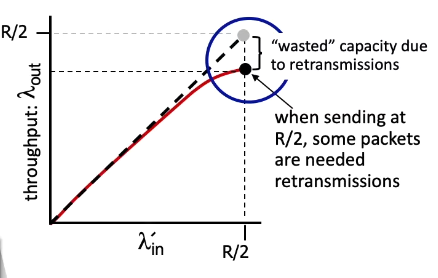 R/2
"wasted" capacity due
to retransmissions
throughput: λout
when sending at
R/2, some packets
are needed
retransmissions
λ'in
R/2